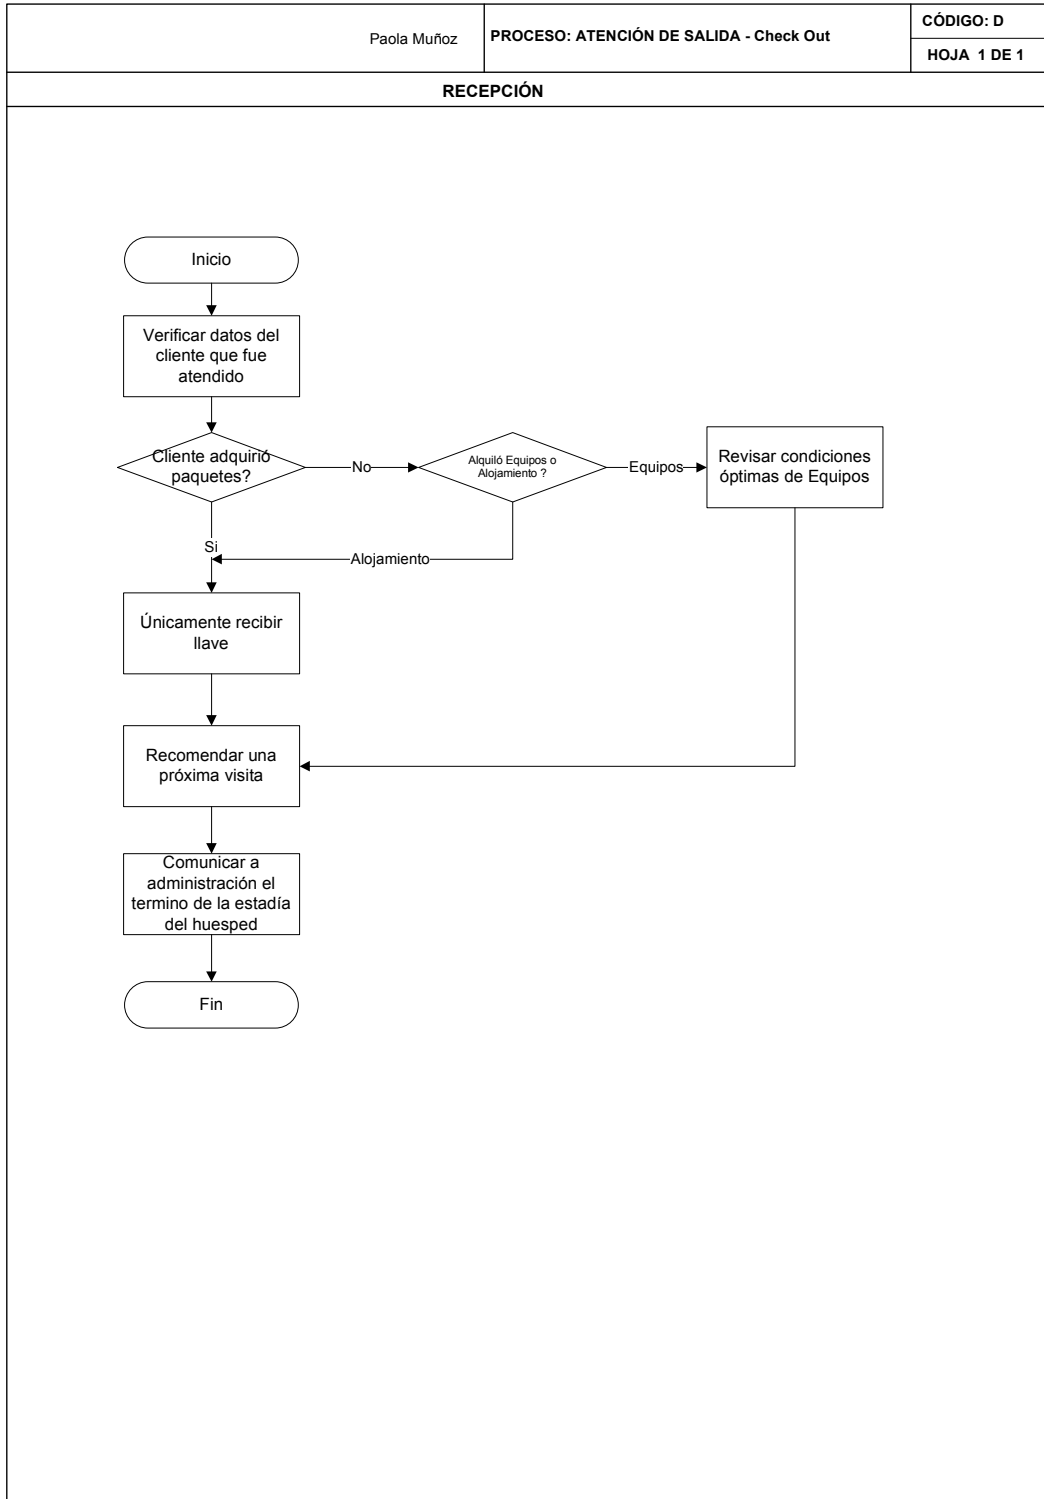 Paola Muñoz
PROCESO: ATENCIÓN DE SALIDA - Check Out
CÓDIGO: D
HOJA 1 DE 1
RECEPCIÓN
Inicio
Verificar datos del
cliente que fue
atendido
Cliente adquirió
paquetes?
No
Alquiló Equipos o
Alojamiento ?
Equipos
Revisar condiciones
óptimas de Equipos
Si
Alojamiento
Únicamente recibir
llave
Recomendar una
próxima visita
Comunicar a
administración el
termino de la estadía
del huesped
Fin